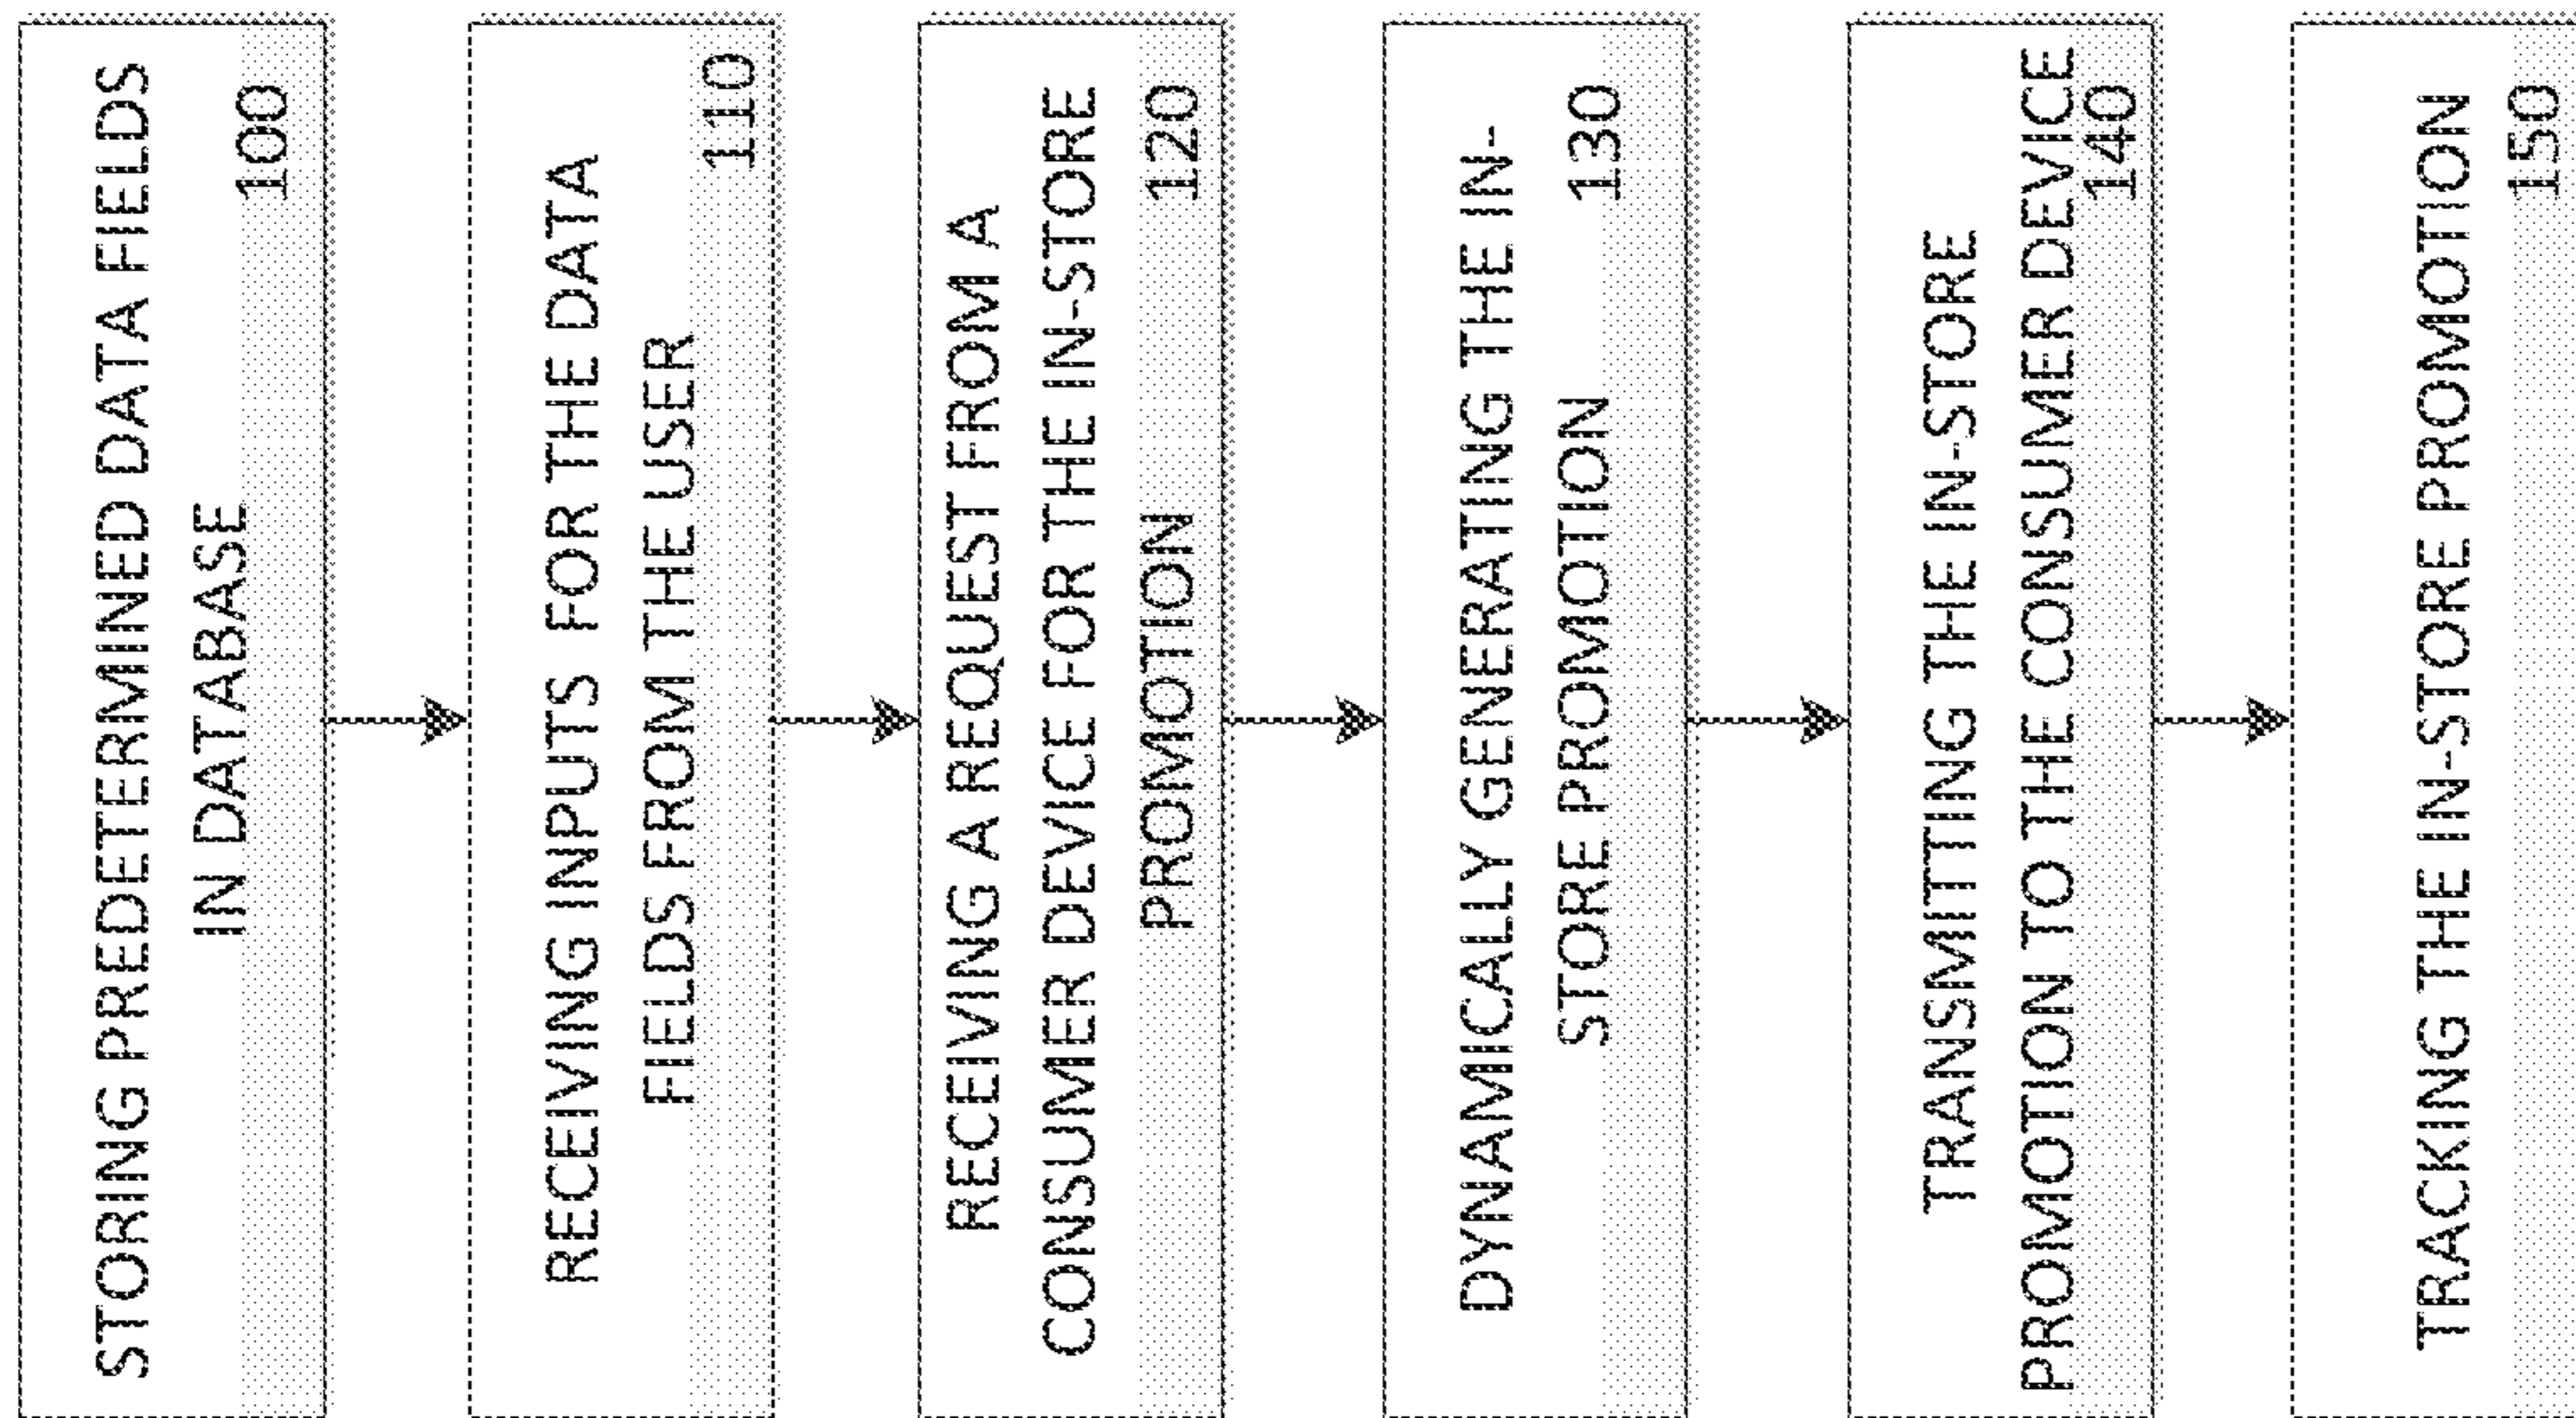 STORING PREDETERMINED DATA FIELDS
IN DATABASE
100
RECEIVING INPUTS  FOR THE DATA
FIELDS FROM THE USER
110
RECEIVING A REQUEST FROM A
CONSUMER DEVICE FOR THE IN-STORE
PROMOTION
120
DYNAMICALLY GENERATING THE IN-
STORE PROMOTION
130
TRANSMITTING THE IN-STORE
PROMOTION TO THE CONSUMER DEVICE
140
TRACKING THE IN-STORE PROMOTION
150